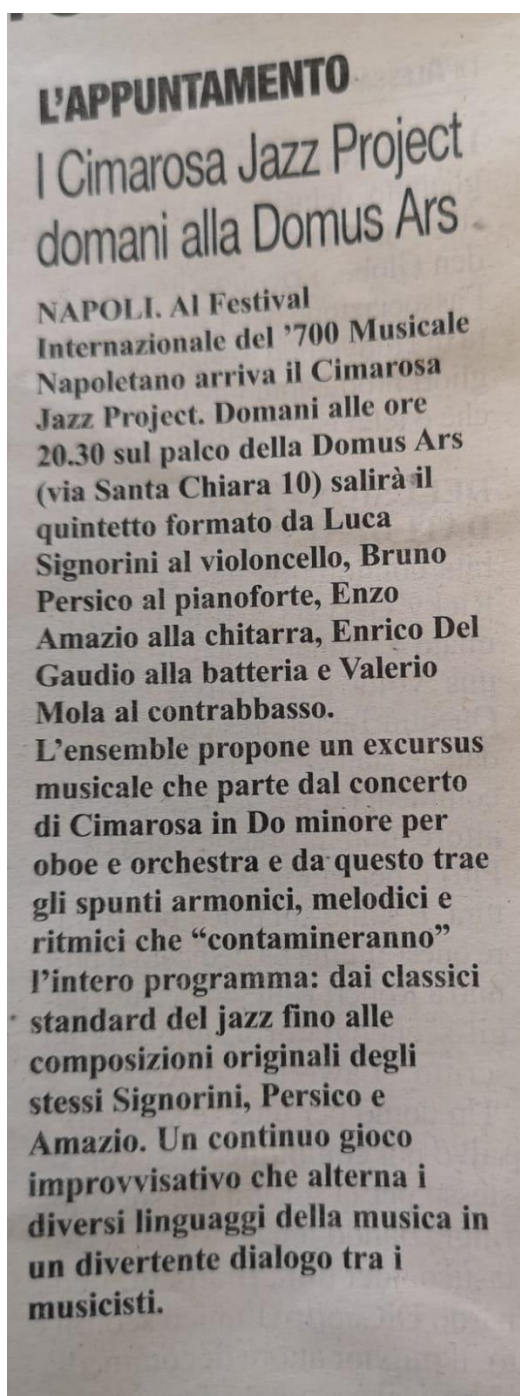 L'APPUNTAMENTO
I Cimarosa Jazz Project
domani alla Domus Ars
NAPOLI. Al Festival
Internazionale del '700 Musicale
Napoletano arriva il Cimarosa
Jazz Project. Domani alle ore
20.30 sul palco della Domus Ars
(via Santa Chiara 10) salirà il
quintetto formato da Luca
Signorini al violoncello, Bruno
Persico al pianoforte, Enzo
Amazio alla chitarra, Enrico Del
Gaudio alla batteria e Valerio
Mola al contrabbasso.
L'ensemble propone un excursus
musicale che parte dal concerto
di Cimarosa in Do minore per
oboe e orchestra e da questo trae
gli spunti armonici, melodici e
ritmici che “contamineranno”
l'intero programma: dai classici
standard del jazz fino alle
composizioni originali degli
stessi Signorini, Persico e
Amazio. Un continuo gioco
improvvisativo che alterna i
diversi linguaggi della musica in
un divertente dialogo tra i
musicisti.